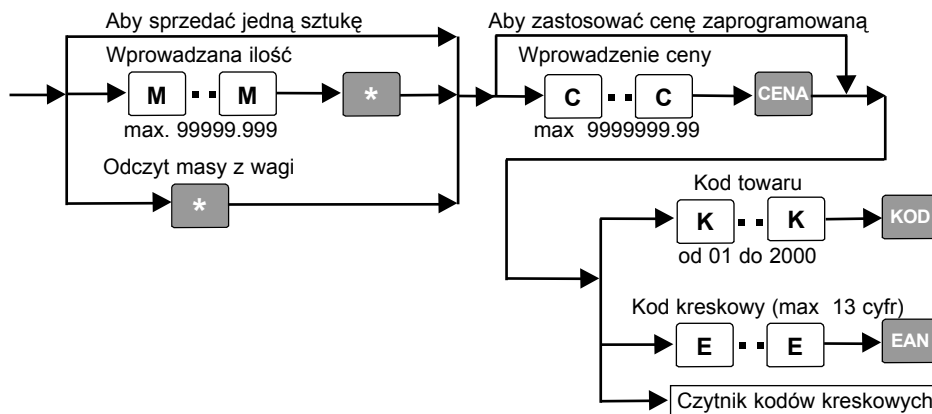 Aby sprzedać jedną sztukę
Wprowadzana ilość
M ·· M
*
max. 99999.999
Odczyt masy z wagi
*
Aby zastosować cenę zaprogramowaną
Wprowadzenie ceny
C ·· C
CENA
max 9999999.99
Kod towaru
K ·· K
KOD
od 01 do 2000
Kod kreskowy (max 13 cyfr)
E ·· E
EAN
Czytnik kodów kreskowych